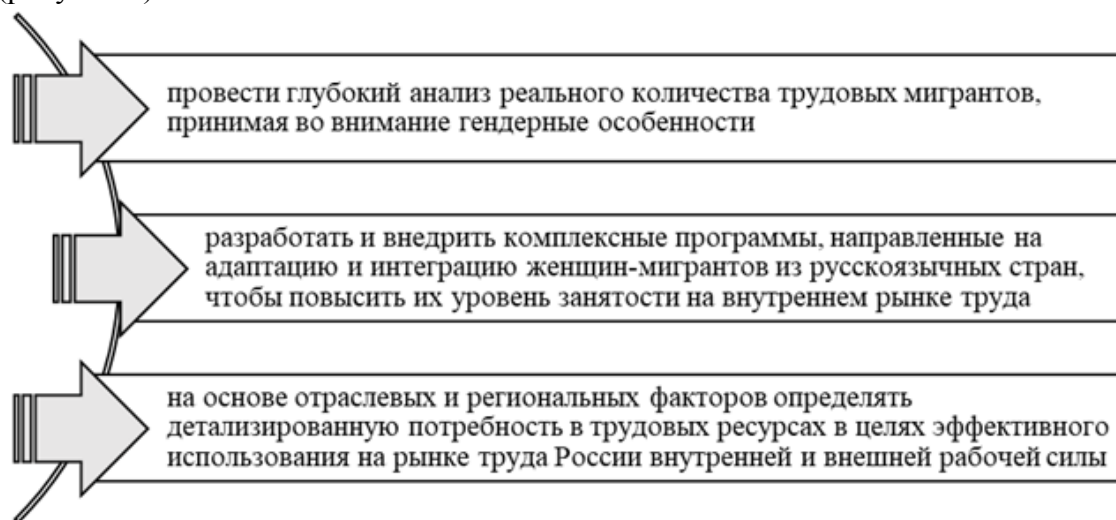 провести глубокий анализ реального количества трудовых мигрантов,
принимая во внимание гендерные особенности
разработать и внедрить комплексные программы, направленные на
адаптацию и интеграцию женщин-мигрантов из русскоязычных стран,
чтобы повысить их уровень занятости на внутреннем рынке труда
на основе отраслевых и региональных факторов определять
детализированную потребность в трудовых ресурсах в целях эффективного
использования на рынке труда России внутренней и внешней рабочей силы